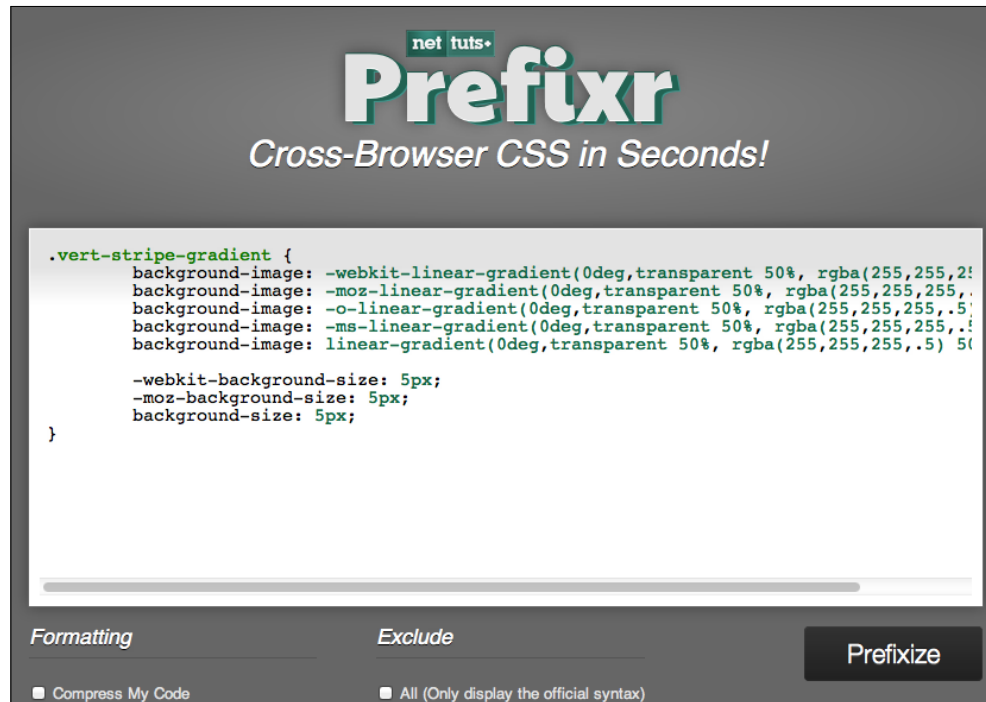 net tuts+
Prefixr
Cross-Browser CSS in Seconds!
.vert-stripe-gradient {
background-image: -webkit-linear-gradient(0deg,transparent 50%, rgba(255,255,25
background-image: -moz-linear-gradient(0deg,transparent 50%, rgba(255,255,255,.
background-image: -o-linear-gradient(0deg,transparent 50%, rgba(255,255,255,.5)
background-image: -ms-linear-gradient(0deg,transparent 50%, rgba(255,255,255,.5
background-image: linear-gradient(0deg,transparent 50%, rgba(255,255,255,.5) 50
-webkit-background-size: 5px;
-moz-background-size: 5px;
background-size: 5px;
}
Formatting
Exclude
Prefixize
Compress My Code
All (Only display the official syntax)